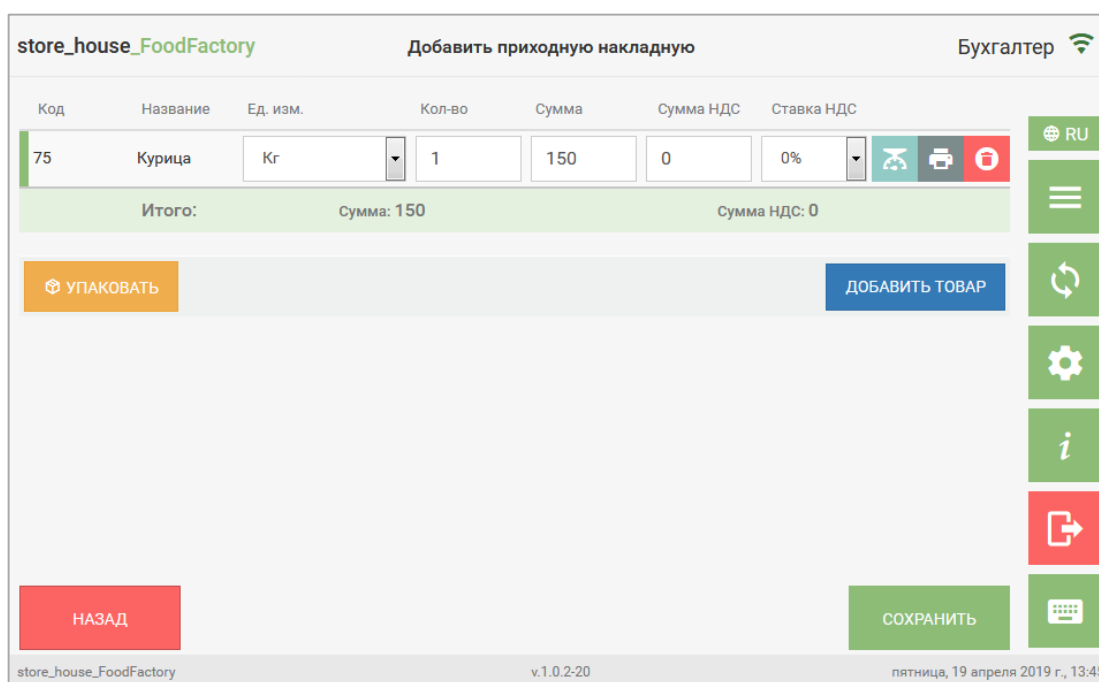 store_house_FoodFactory Добавить приходную накладную Бухгалтер
Код Название Ед. изм. Кол-во Сумма Сумма НДС Ставка НДС
RU
75 Курица Кг 1 150 0 0%
Итого: Сумма: 150 Сумма НДС: 0
УПАКОВАТЬ ДОБАВИТЬ ТОВАР
i
НАЗАД СОХРАНИТЬ
store_house_FoodFactory v.1.0.2-20 пятница, 19 апреля 2019 г., 13:45